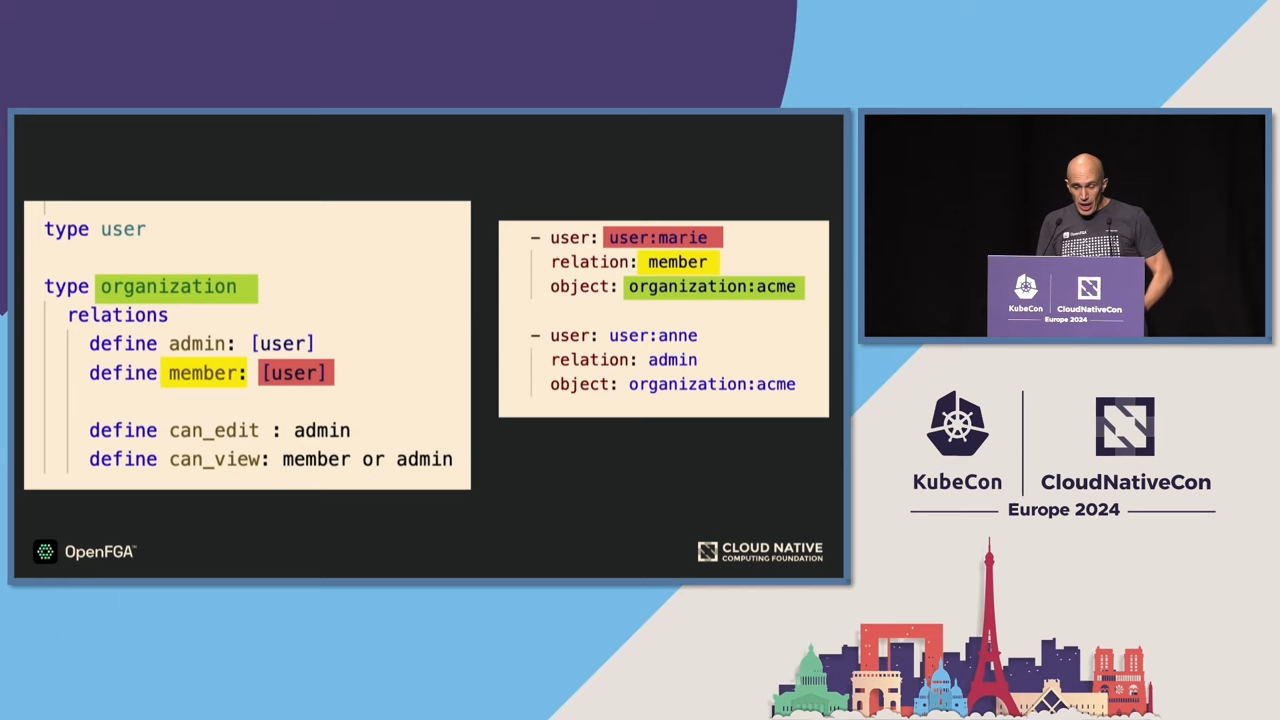 type user
type organization
relations
define admin: [user]
define member: [user]
define can_edit : admin
define can_view: member or admin
- user: user:marie
relation: member
object: organization:acme
- user: user:anne
relation: admin
object: organization:acme
OpenFGA™
CLOUD NATIVE
COMPUTING FOUNDATION
OpenFGA
KubeCon
CloudNativeCon
Europe 2024
KubeCon
CloudNativeCon
Europe 2024